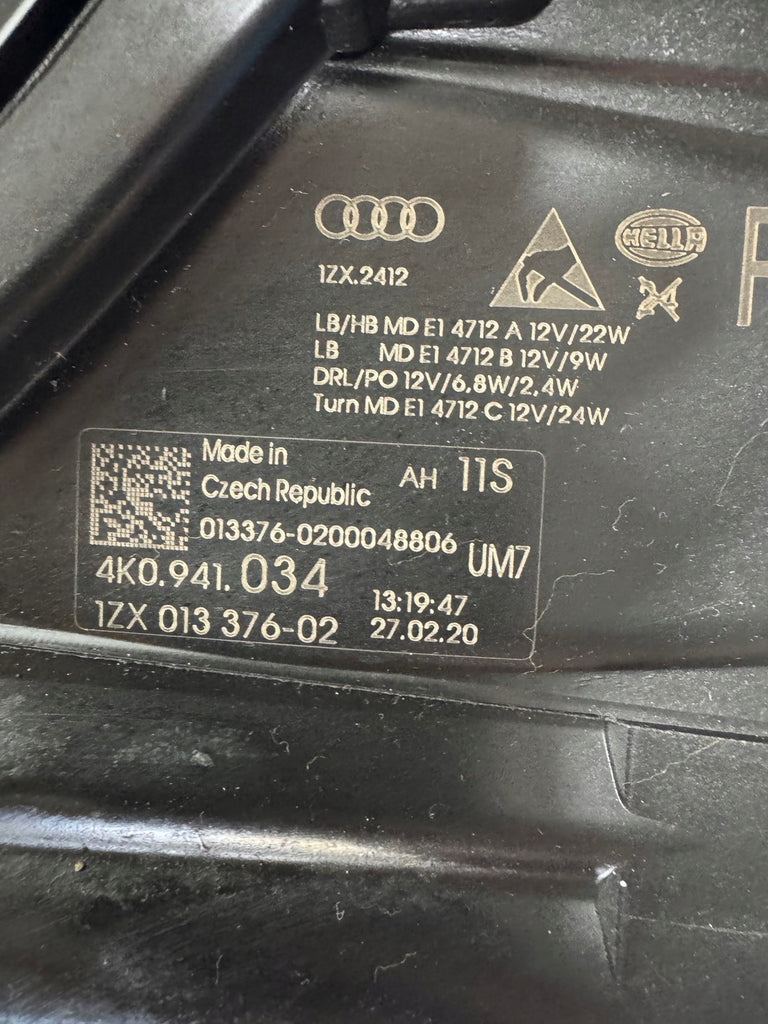 1ZX.2412
HELLA
LB/HB MD E1 4712 A 12V/22W
LB MD E1 4712 B 12V/9W
DRL/PO 12V/6,8W/2,4W
Turn MD E1 4712 C 12V/24W
Made in
Czech Republic
AH 11S
013376-0200048806
UM7
4K0.941.034
1ZX 013 376-02
13:19:47
27.02.20